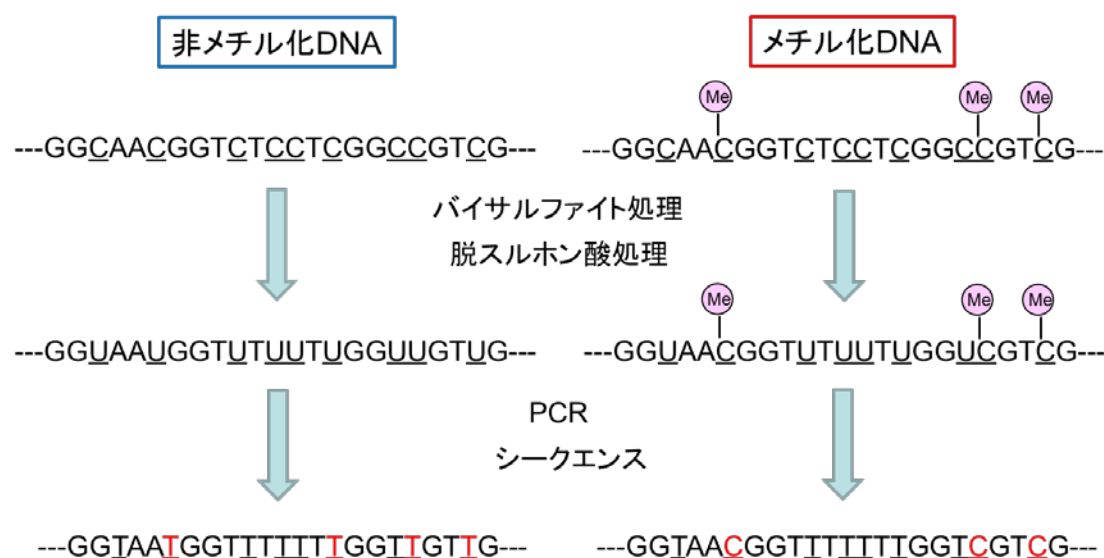 非メチル化DNA
メチル化DNA
Me
Me
Me
---GGCAACGGTCTCCTCGGCCGTCG---
---GGCAACGGTCTCCTCGGCCGTCG---
バイサルファイト処理
脱スルホン酸処理
Me
Me
Me
---GGUAAUGGTUTUUTUGGUUGTUG---
---GGUAACGGTUTUUTUGGUCGTCG---
PCR
シークエンス
---GGTAATGGTTTTTTTGGTTGTTG---
---GGTAACGGTTTTTTTGGTCGTCG---